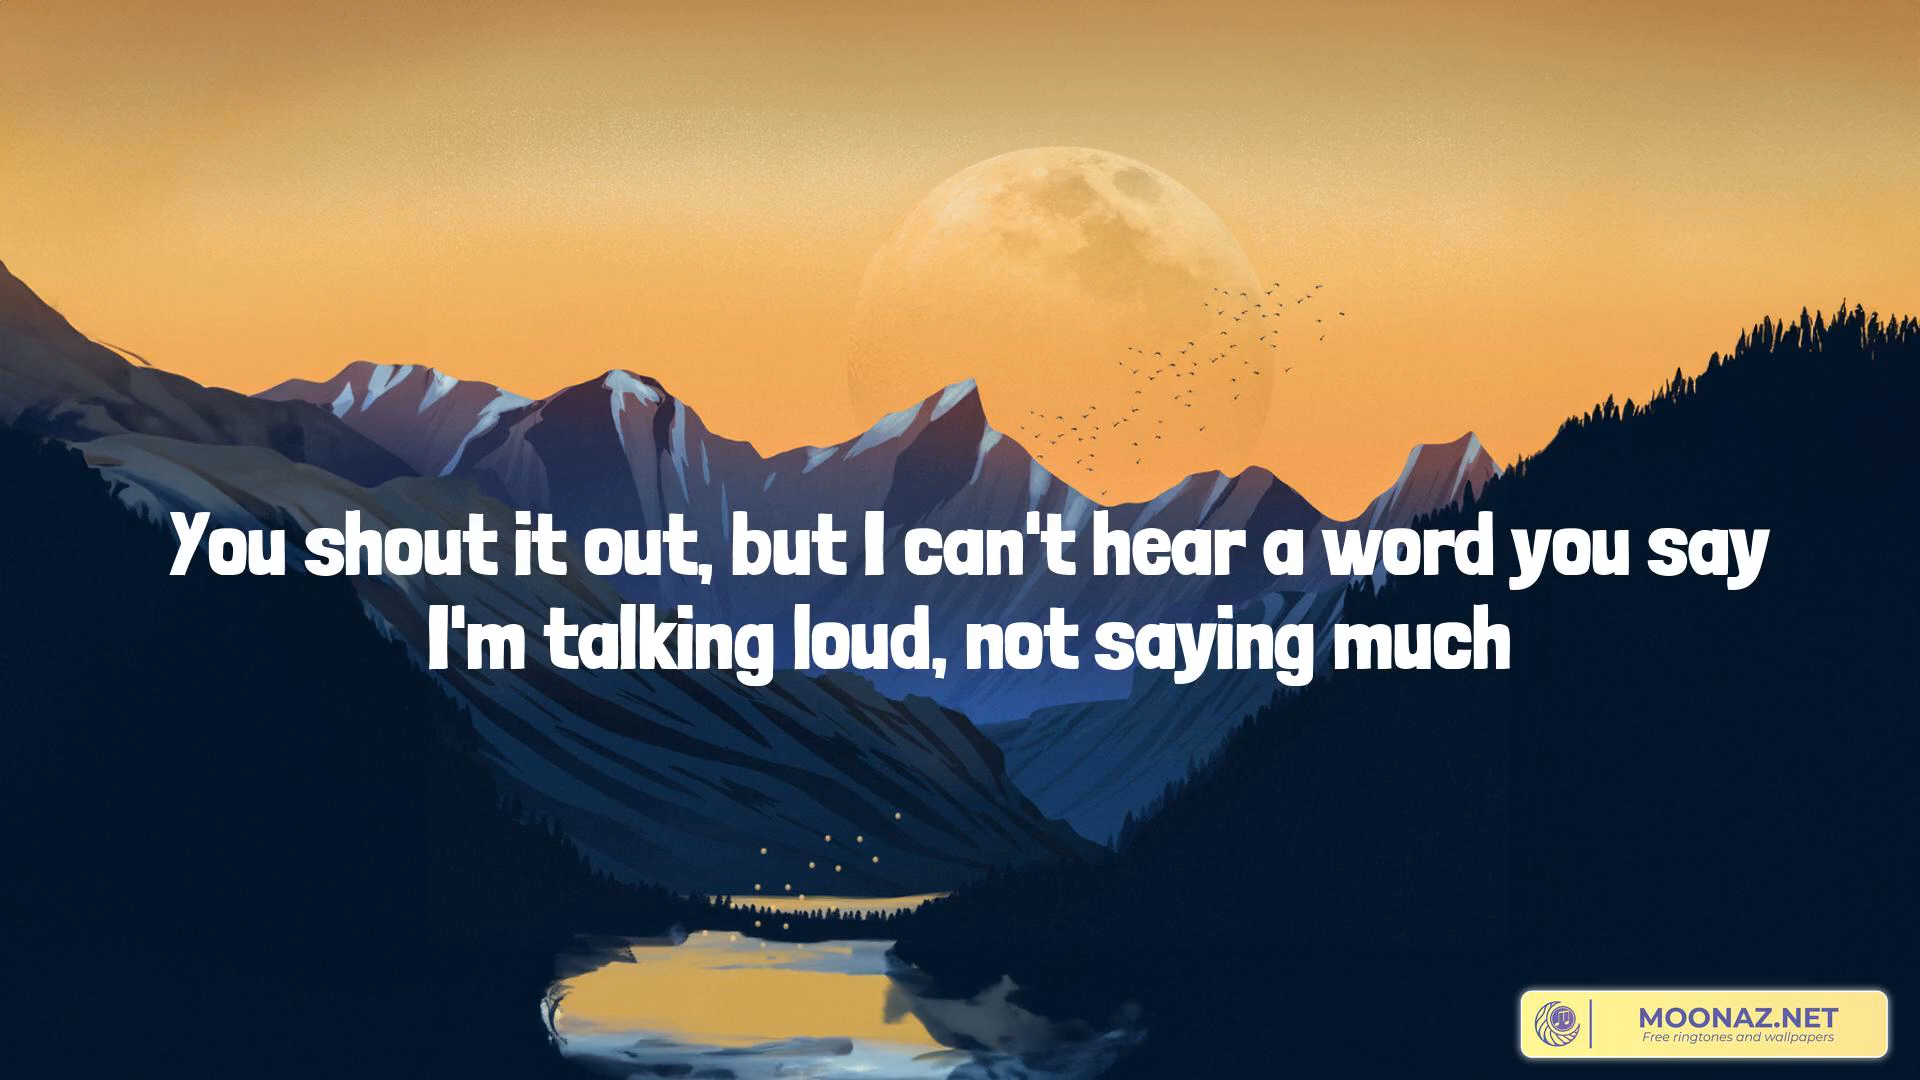 You shout it out, but I can't hear a word you say
I'm talking loud, not saying much
MOONAZ.NET
Free ringtones and wallpapers